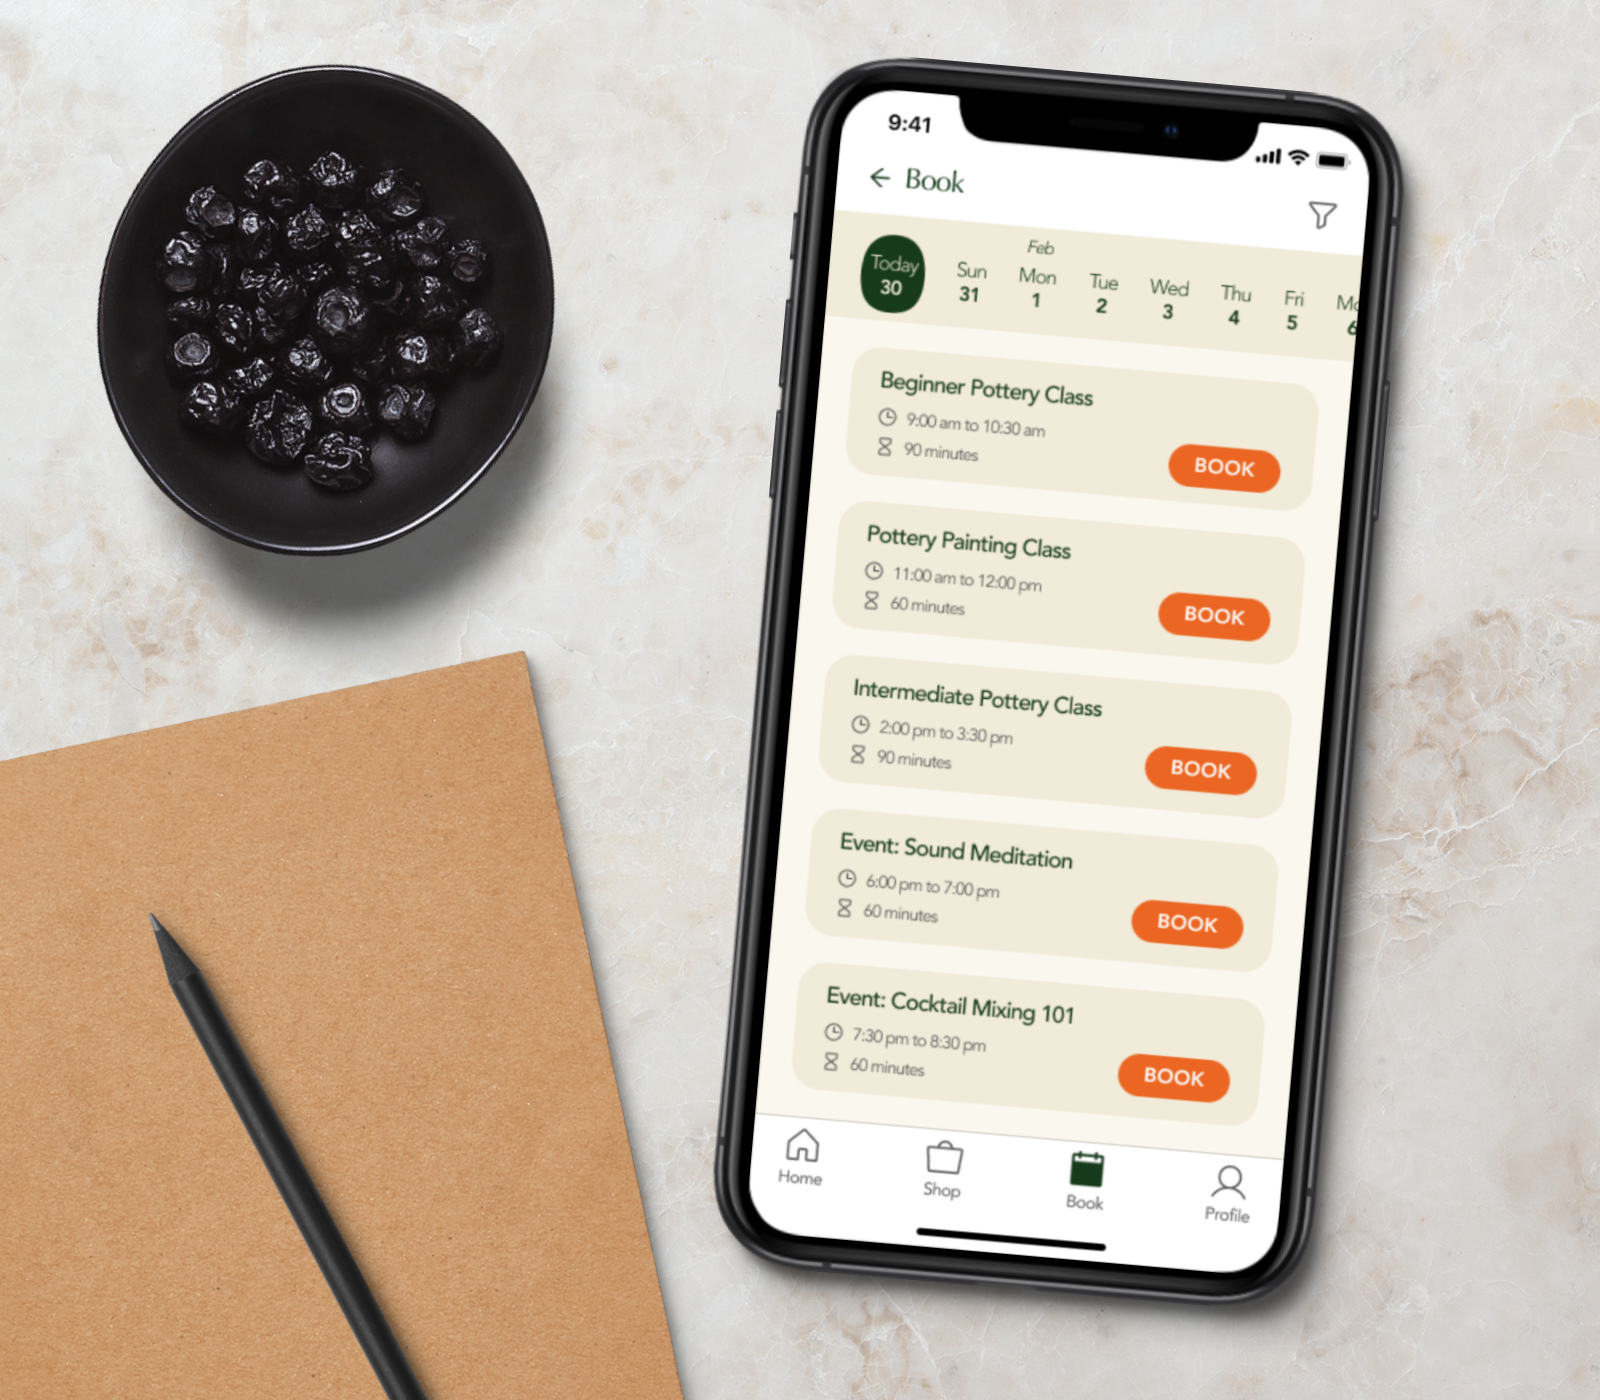 9:41
Book
Feb
Today Sun Mon Tue Wed Thu Fri
30 31 1 2 3 4 5 6
Beginner Pottery Class
9:00 am to 10:30 am
90 minutes
BOOK
Pottery Painting Class
11:00 am to 12:00 pm
60 minutes
BOOK
Intermediate Pottery Class
2:00 pm to 3:30 pm
90 minutes
BOOK
Event: Sound Meditation
6:00 pm to 7:00 pm
60 minutes
BOOK
Event: Cocktail Mixing 101
7:30 pm to 8:30 pm
60 minutes
BOOK
Home Shop Book Profile